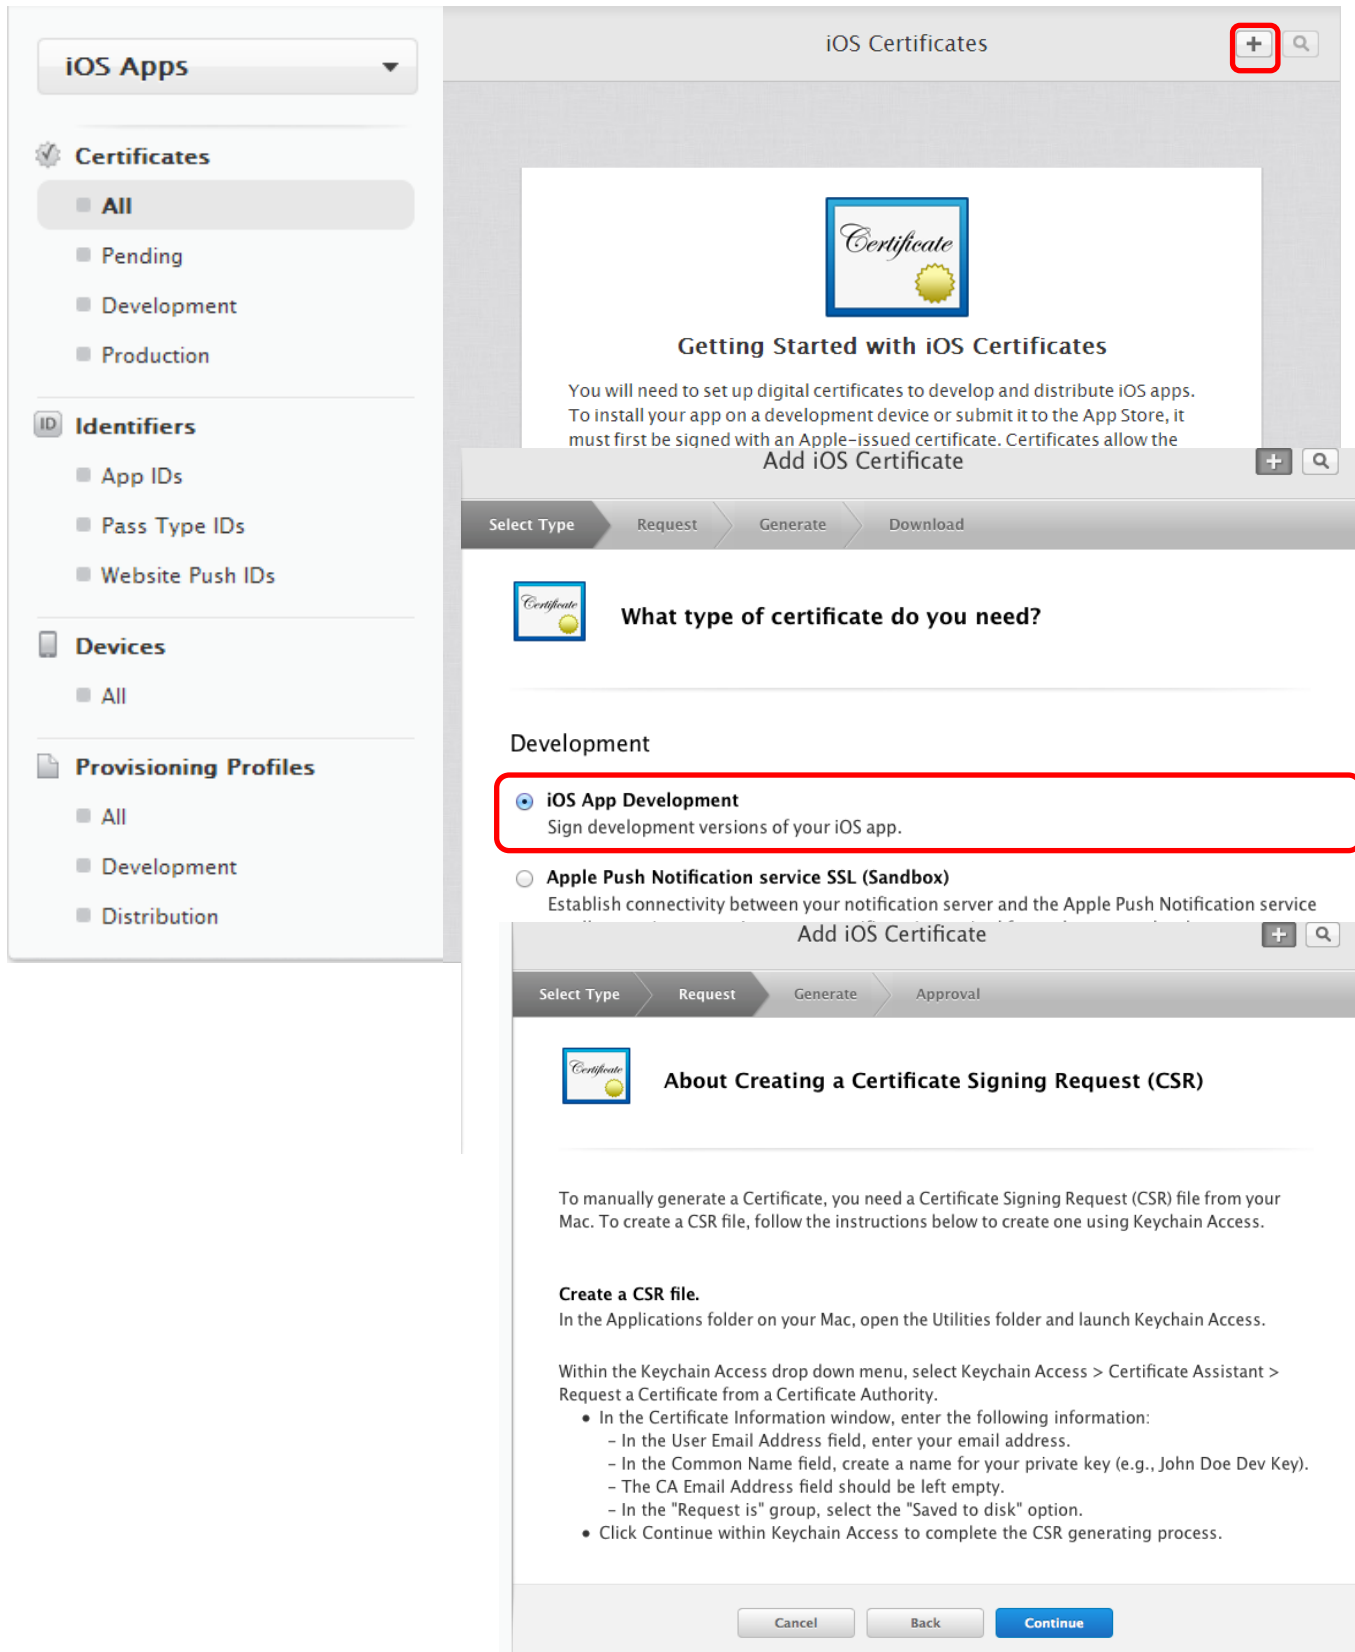 iOS Apps
Certificates
All
Pending
Development
Production
ID
Identifiers
App IDs
Pass Type IDs
Website Push IDs
Devices
All
Provisioning Profiles
All
Development
Distribution
iOS Certificates
+
Certificate
Getting Started with iOS Certificates
You will need to set up digital certificates to develop and distribute iOS apps.
To install your app on a development device or submit it to the App Store, it
must first be signed with an Apple-issued certificate. Certificates allow the
Add iOS Certificate
+
Select Type
Request
Generate
Download
Certificate
What type of certificate do you need?
Development
iOS App Development
Sign development versions of your iOS app.
Apple Push Notification service SSL (Sandbox)
Establish connectivity between your notification server and the Apple Push Notification service
Add iOS Certificate
+
Select Type
Request
Generate
Approval
Certificate
About Creating a Certificate Signing Request (CSR)
To manually generate a Certificate, you need a Certificate Signing Request (CSR) file from your
Mac. To create a CSR file, follow the instructions below to create one using Keychain Access.
Create a CSR file.
In the Applications folder on your Mac, open the Utilities folder and launch Keychain Access.
Within the Keychain Access drop down menu, select Keychain Access > Certificate Assistant >
Request a Certificate from a Certificate Authority.
• In the Certificate Information window, enter the following information:
– In the User Email Address field, enter your email address.
– In the Common Name field, create a name for your private key (e.g., John Doe Dev Key).
– The CA Email Address field should be left empty.
– In the "Request is" group, select the "Saved to disk" option.
• Click Continue within Keychain Access to complete the CSR generating process.
Cancel
Back
Continue